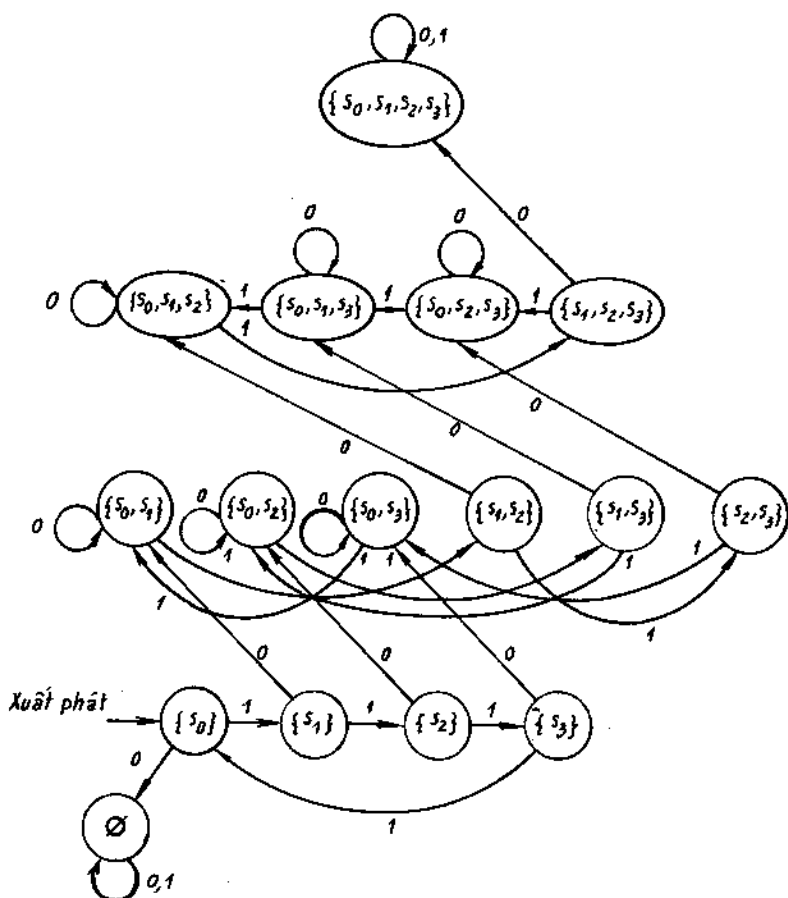 0,1
{s₀, s₁, s₂, s₃}
0
0 0
0 {s₀, s₁, s₂} 1 {s₀, s₁, s₃} 1 {s₀, s₂, s₃} 1 {s₁, s₂, s₃}
1
0
0 0
0 0
0 {s₀, s₁} {s₀, s₂} {s₀, s₃} {s₁, s₂} {s₁, s₃} {s₂, s₃}
1 1 1 1 1
1 1
0 0 0
Xuất phát {s₀} 1 {s₁} 1 {s₂} 1 {s₃}
0
1
Ø
0,1